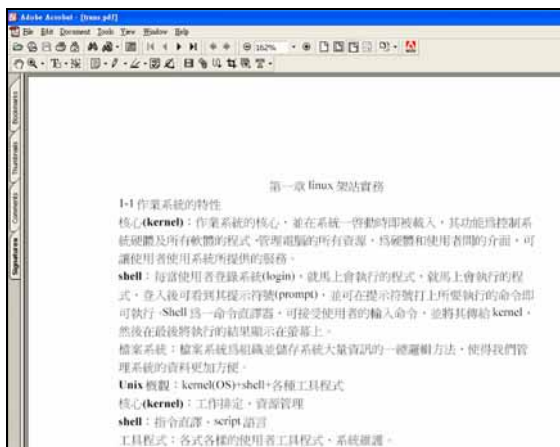 Adobe Acrobat - [trans.pdf]
File Edit Document Tools View Window Help
162%
Bookmarks
Thumbnails
Comments
Signatures
第一章 linux 架站實務
1-1 作業系統的特性
核心(kernel)：作業系統的核心，並在系統一啟動時即被載入，其功能為控制系
統硬體及所有軟體的程式，管理電腦的所有資源，為硬體和使用者間的介面，可
讓使用者使用系統所提供的服務。
shell：每當使用者登錄系統(login)，就馬上會執行的程式，就馬上會執行的程
式，登入後可看到其提示符號(prompt)，並可在提示符號打上所要執行的命令即
可執行，Shell 為一命令直譯器，可接受使用者的輸入命令，並將其傳給 kernel，
然後在最後將執行的結果顯示在螢幕上。
檔案系統：檔案系統為組織並儲存系統大量資訊的一總邏輯方法，使得我們管
理系統的資料更加方便。
Unix 概觀：kernel(OS)+shell+各種工具程式
核心(kernel)：工作排定，資源管理
shell：指令直譯，script 語言
工具程式：各式各樣的使用者工具程式，系統維護。